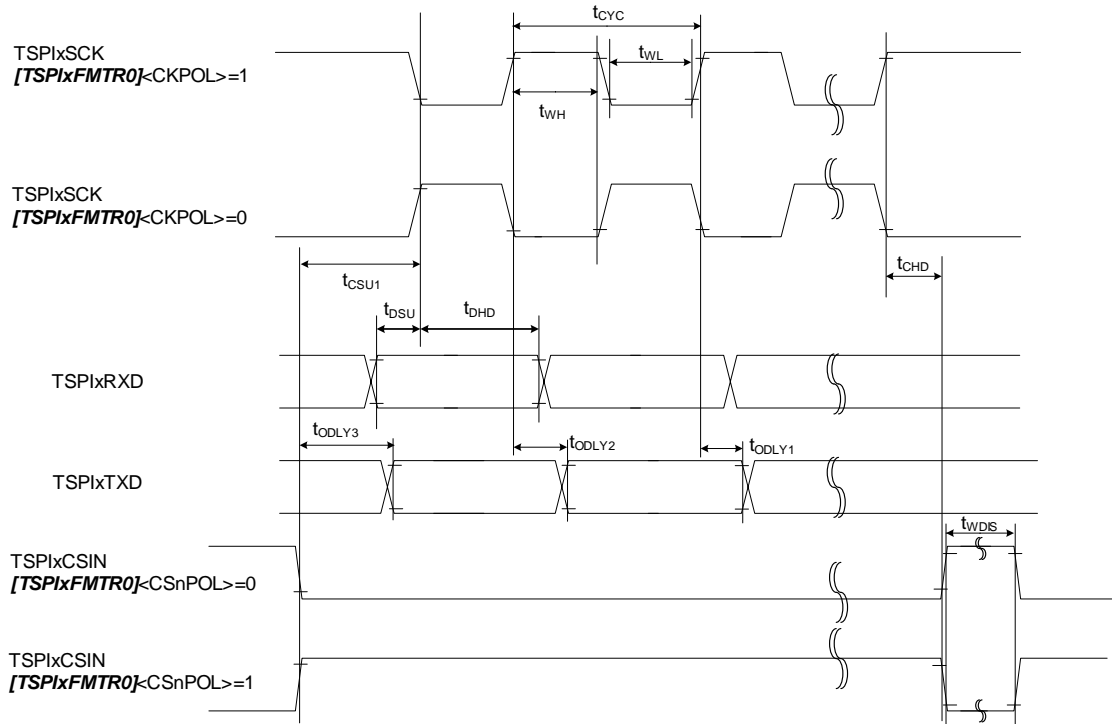 tCYC
TSPIxSCK
[TSPIxFMTR0]<CKPOL>=1
tWL
tWH
TSPIxSCK
[TSPIxFMTR0]<CKPOL>=0
tCSU1
tCHD
tDSU
tDHD
TSPIxRXD
tODLY3
tODLY2
tODLY1
TSPIxTXD
tWDIS
TSPIxCSIN
[TSPIxFMTR0]<CSnPOL>=0
TSPIxCSIN
[TSPIxFMTR0]<CSnPOL>=1